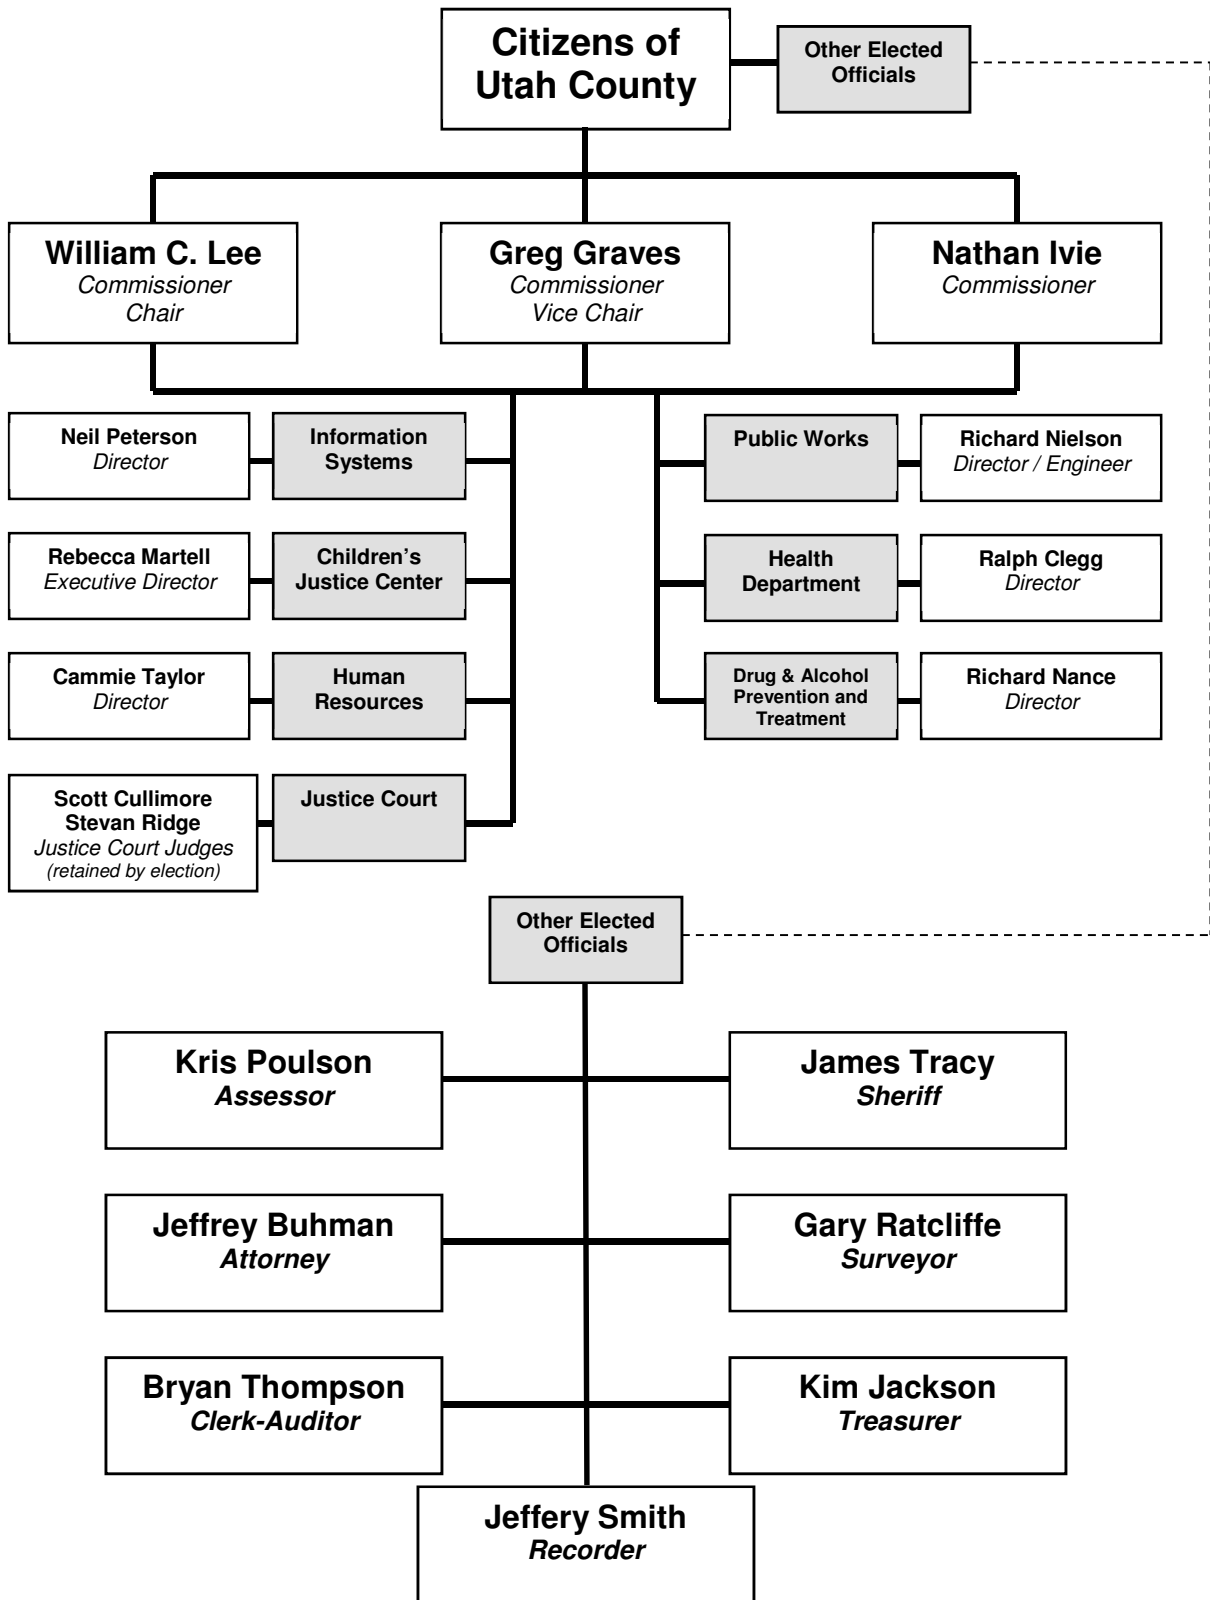 Citizens of
Utah County
Other Elected
Officials
William C. Lee
Commissioner
Chair
Greg Graves
Commissioner
Vice Chair
Nathan Ivie
Commissioner
Neil Peterson
Director
Information
Systems
Public Works
Richard Nielson
Director / Engineer
Rebecca Martell
Executive Director
Children’s
Justice Center
Health
Department
Ralph Clegg
Director
Cammie Taylor
Director
Human
Resources
Drug & Alcohol
Prevention and
Treatment
Richard Nance
Director
Scott Cullimore
Stevan Ridge
Justice Court Judges
(retained by election)
Justice Court
Other Elected
Officials
Kris Poulson
Assessor
James Tracy
Sheriff
Jeffrey Buhman
Attorney
Gary Ratcliffe
Surveyor
Bryan Thompson
Clerk-Auditor
Kim Jackson
Treasurer
Jeffery Smith
Recorder